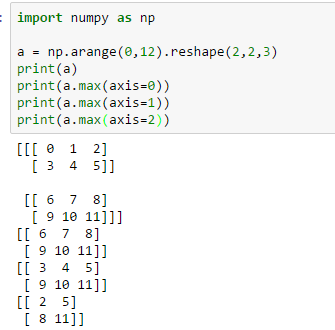 import numpy as np
a = np.arange(0,12).reshape(2,2,3)
print(a)
print(a.max(axis=0))
print(a.max(axis=1))
print(a.max(axis=2))
[[[ 0  1  2]
  [ 3  4  5]]
 [[ 6  7  8]
  [ 9 10 11]]]
[[ 6  7  8]
 [ 9 10 11]]
[[ 3  4  5]
 [ 9 10 11]]
[[ 2  5]
 [ 8 11]]